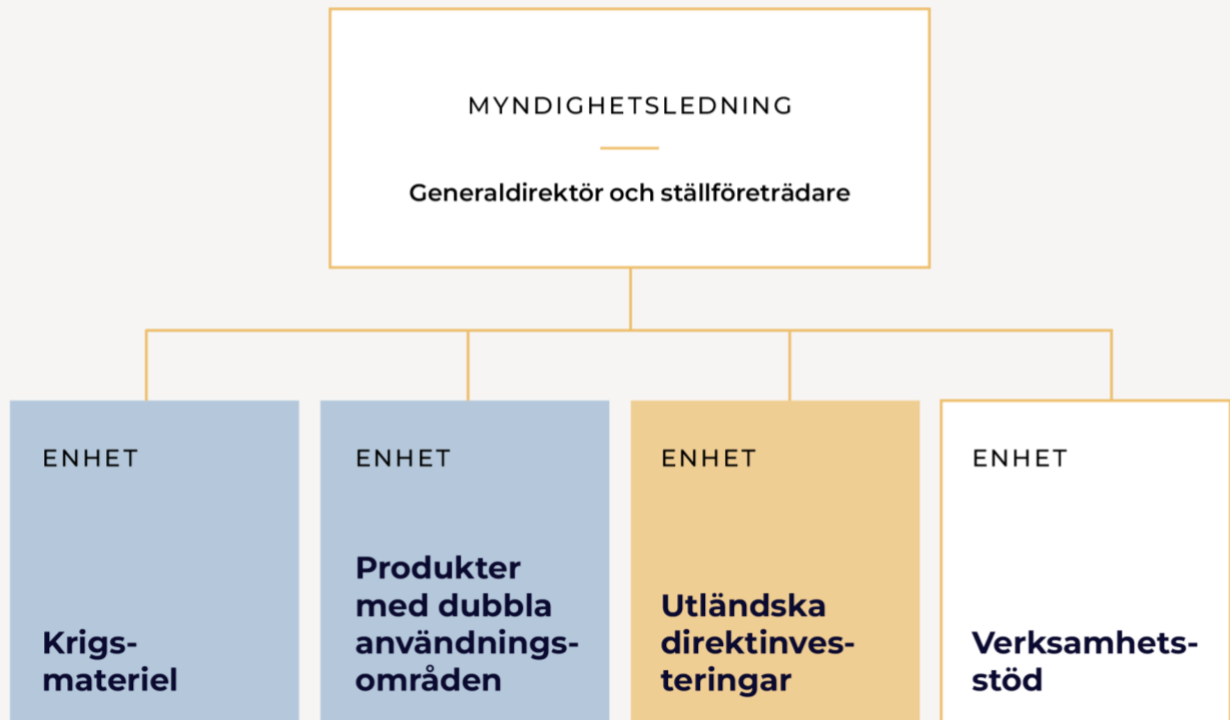 MYNDIGHETSLEDNING
Generaldirektör och ställföreträdare
ENHET
Krigs-
materiel
ENHET
Produkter
med dubbla
användnings-
områden
ENHET
Utländska
direktinves-
teringar
ENHET
Verksamhets-
stöd